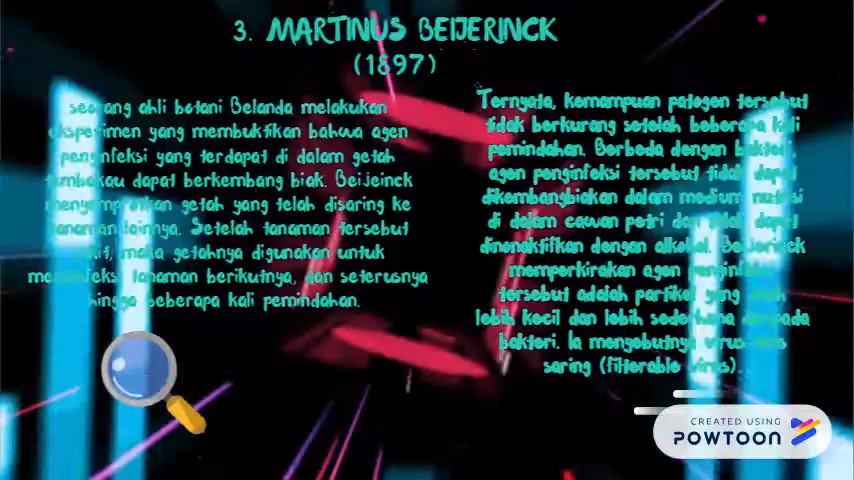 3. MARTINUS BEIJERINCK
(1897)
seorang ahli botani Belanda melakukan
eksperimen yang membuktikan bahwa agen
penginfeksi yang terdapat di dalam getah
tembakau dapat berkembang biak. Beijeinck
menyemprotkan getah yang telah disaring ke
tanaman lainnya. Setelah tanaman tersebut
sakit, maka getahnya digunakan untuk
menginfeksi tanaman berikutnya, dan seterusnya
hingga beberapa kali pemindahan.
Ternyata, kemampuan patogen tersebut
tidak berkurang setelah beberapa kali
pemindahan. Berbeda dengan bakteri,
agen penginfeksi tersebut tidak dapat
dikembangbiakan dalam medium nutrisi
di dalam cawan petri dan tidak dapat
dinonaktifkan dengan alkohol. Beijerinck
memperkirakan agen penginfeksi
tersebut adalah partikel yang
lebih kecil dan lebih sederhana daripada
bakteri. Ia menyebutnya virus
saring (filterable virus).
CREATED USING
POWTOON